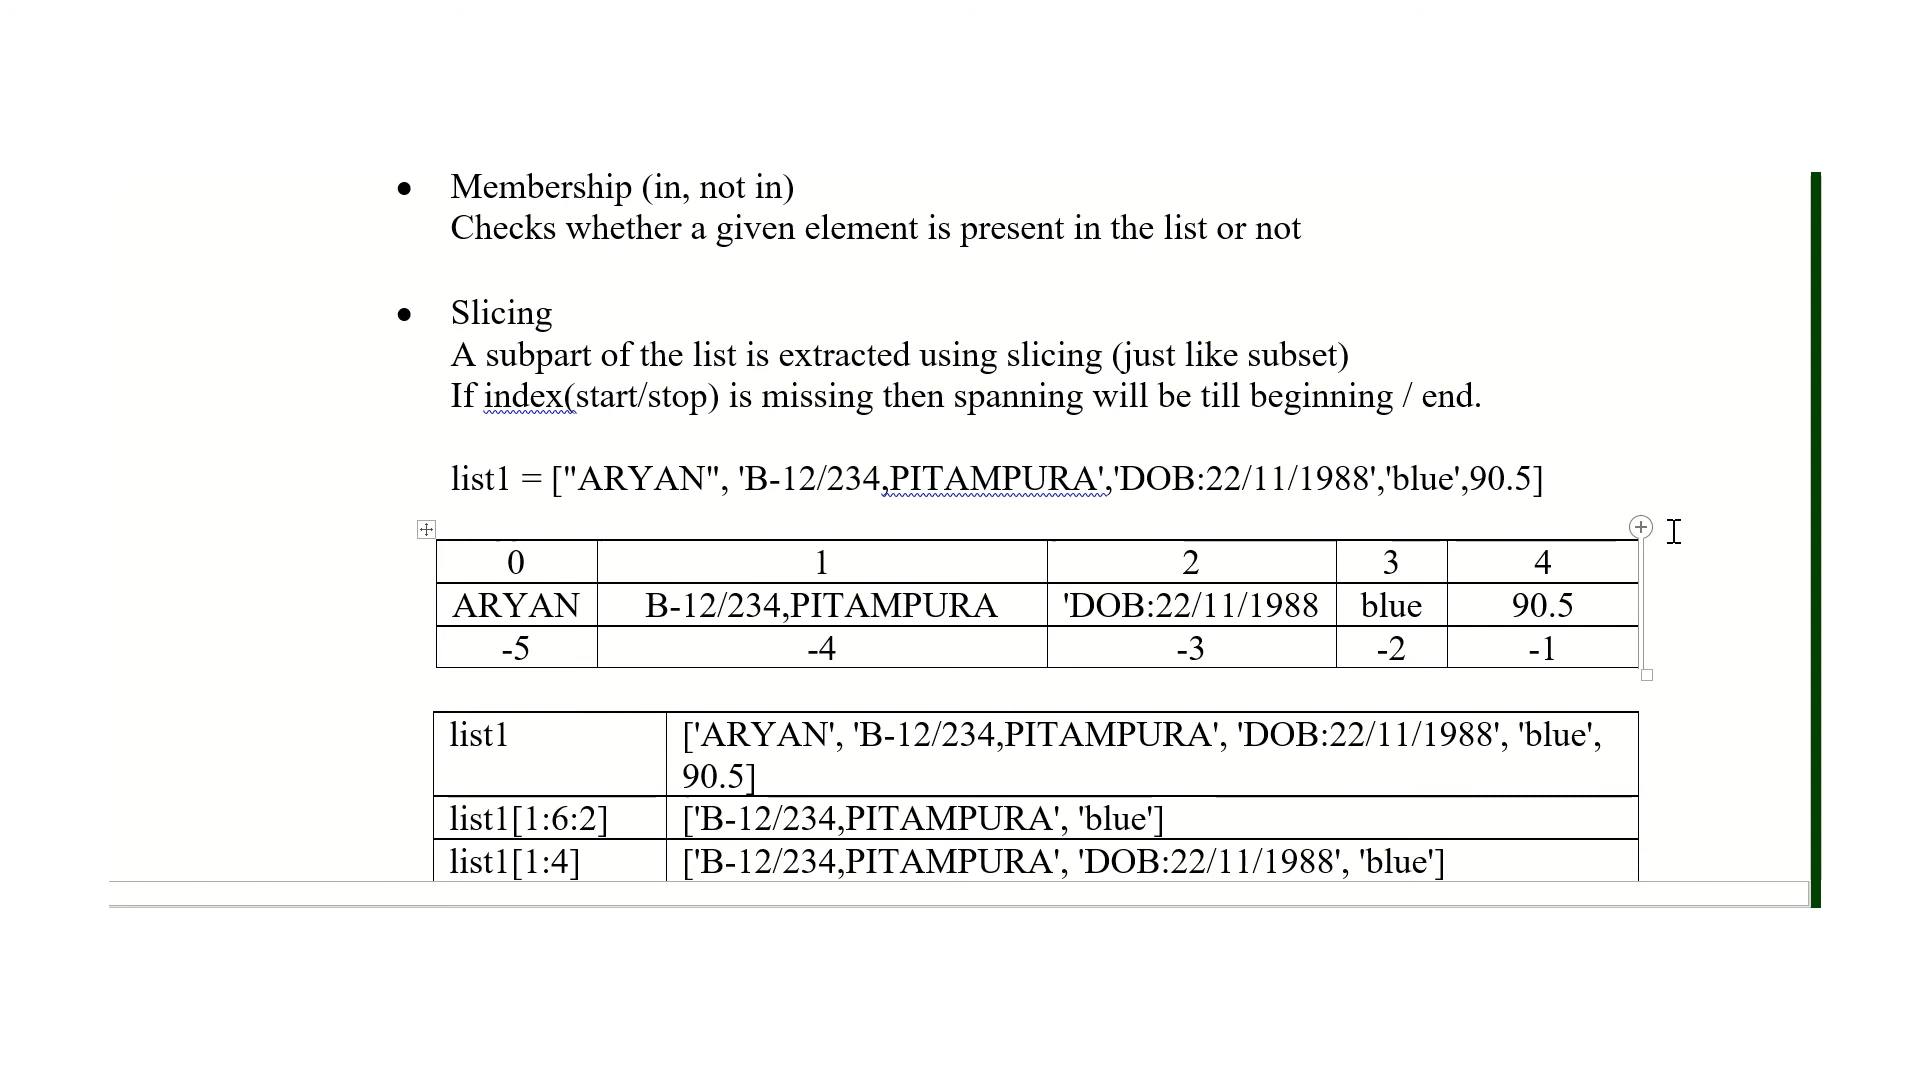 • Membership (in, not in)
Checks whether a given element is present in the list or not
• Slicing
A subpart of the list is extracted using slicing (just like subset)
If index(start/stop) is missing then spanning will be till beginning / end.
list1 = ["ARYAN", 'B-12/234,PITAMPURA','DOB:22/11/1988','blue',90.5]
0 1 2 3 4
ARYAN B-12/234,PITAMPURA 'DOB:22/11/1988 blue 90.5
-5 -4 -3 -2 -1
list1 ['ARYAN', 'B-12/234,PITAMPURA', 'DOB:22/11/1988', 'blue',
90.5]
list1[1:6:2] ['B-12/234,PITAMPURA', 'blue']
list1[1:4] ['B-12/234,PITAMPURA', 'DOB:22/11/1988', 'blue']